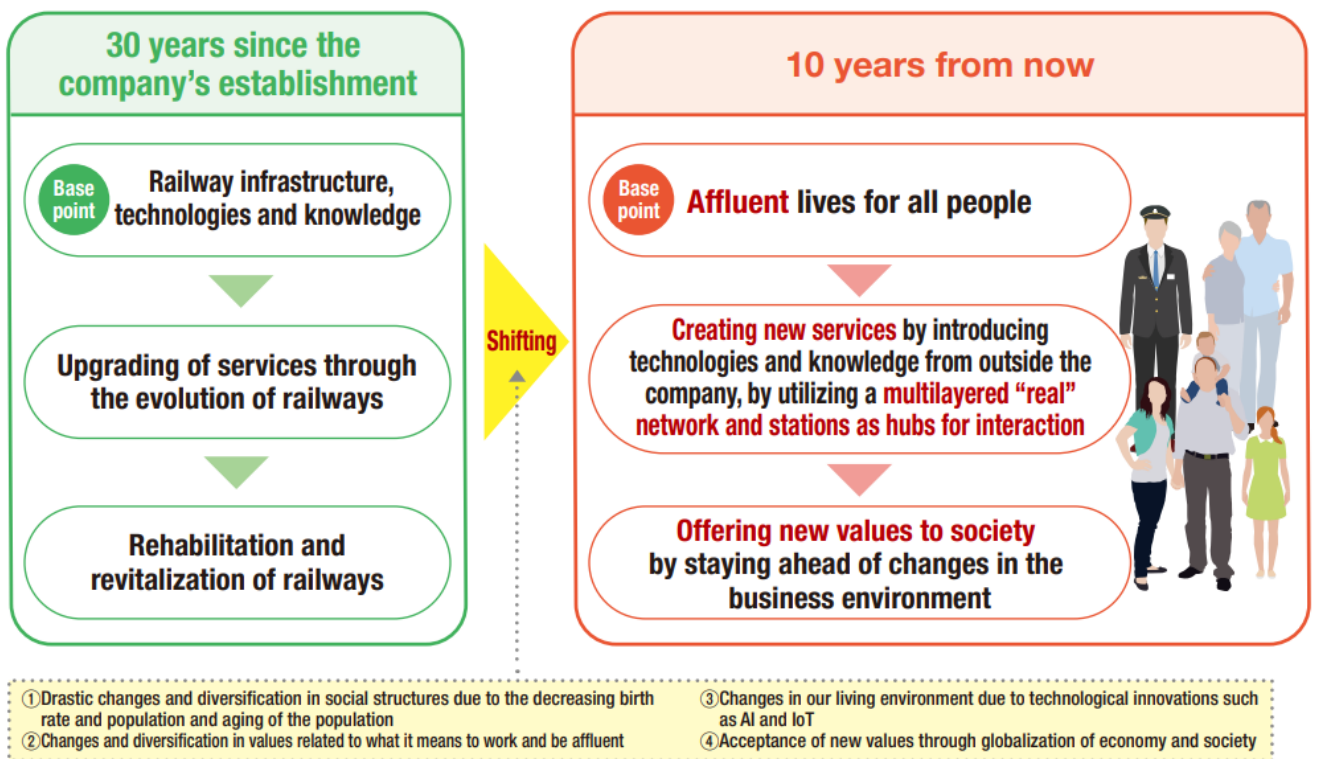 30 years since the
company's establishment
Base
point
Railway infrastructure,
technologies and knowledge
Upgrading of services through
the evolution of railways
Rehabilitation and
revitalization of railways
Shifting
10 years from now
Base
point
Affluent lives for all people
Creating new services by introducing
technologies and knowledge from outside the
company, by utilizing a multilayered “real”
network and stations as hubs for interaction
Offering new values to society
by staying ahead of changes in the
business environment
①Drastic changes and diversification in social structures due to the decreasing birth
rate and population and aging of the population
②Changes and diversification in values related to what it means to work and be affluent
③Changes in our living environment due to technological innovations such
as AI and IoT
④Acceptance of new values through globalization of economy and society